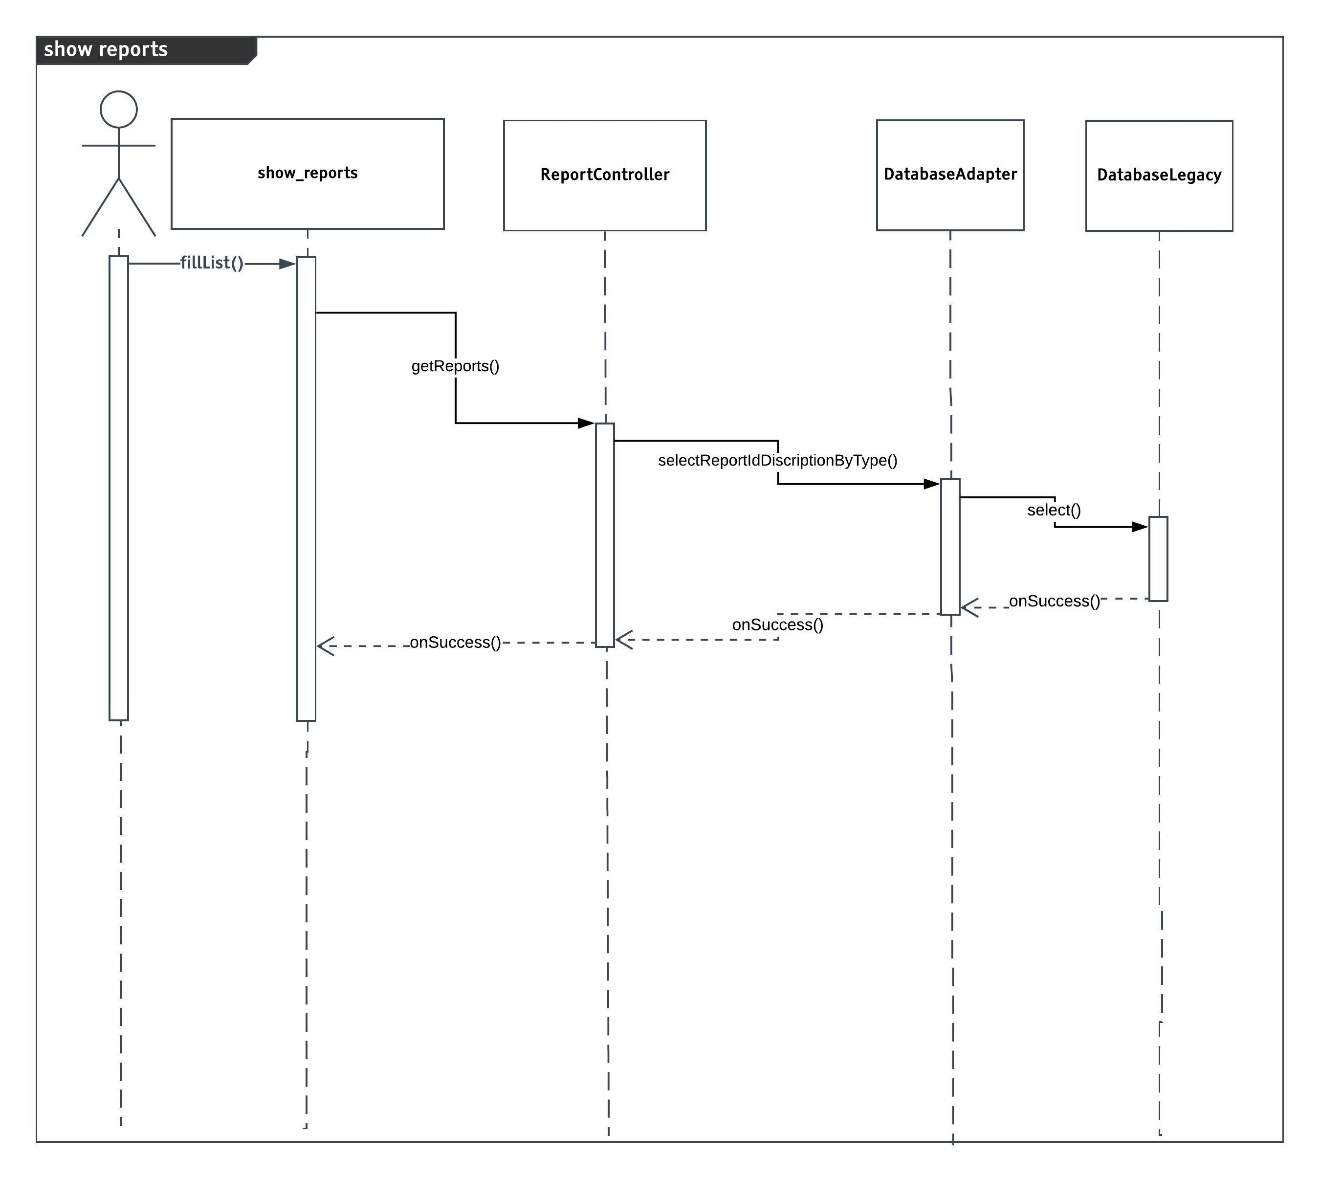 show reports
show_reports
ReportController
DatabaseAdapter
DatabaseLegacy
fillList()
getReports()
selectReportIdDiscriptionByType()
select()
onSuccess()
onSuccess()
onSuccess()